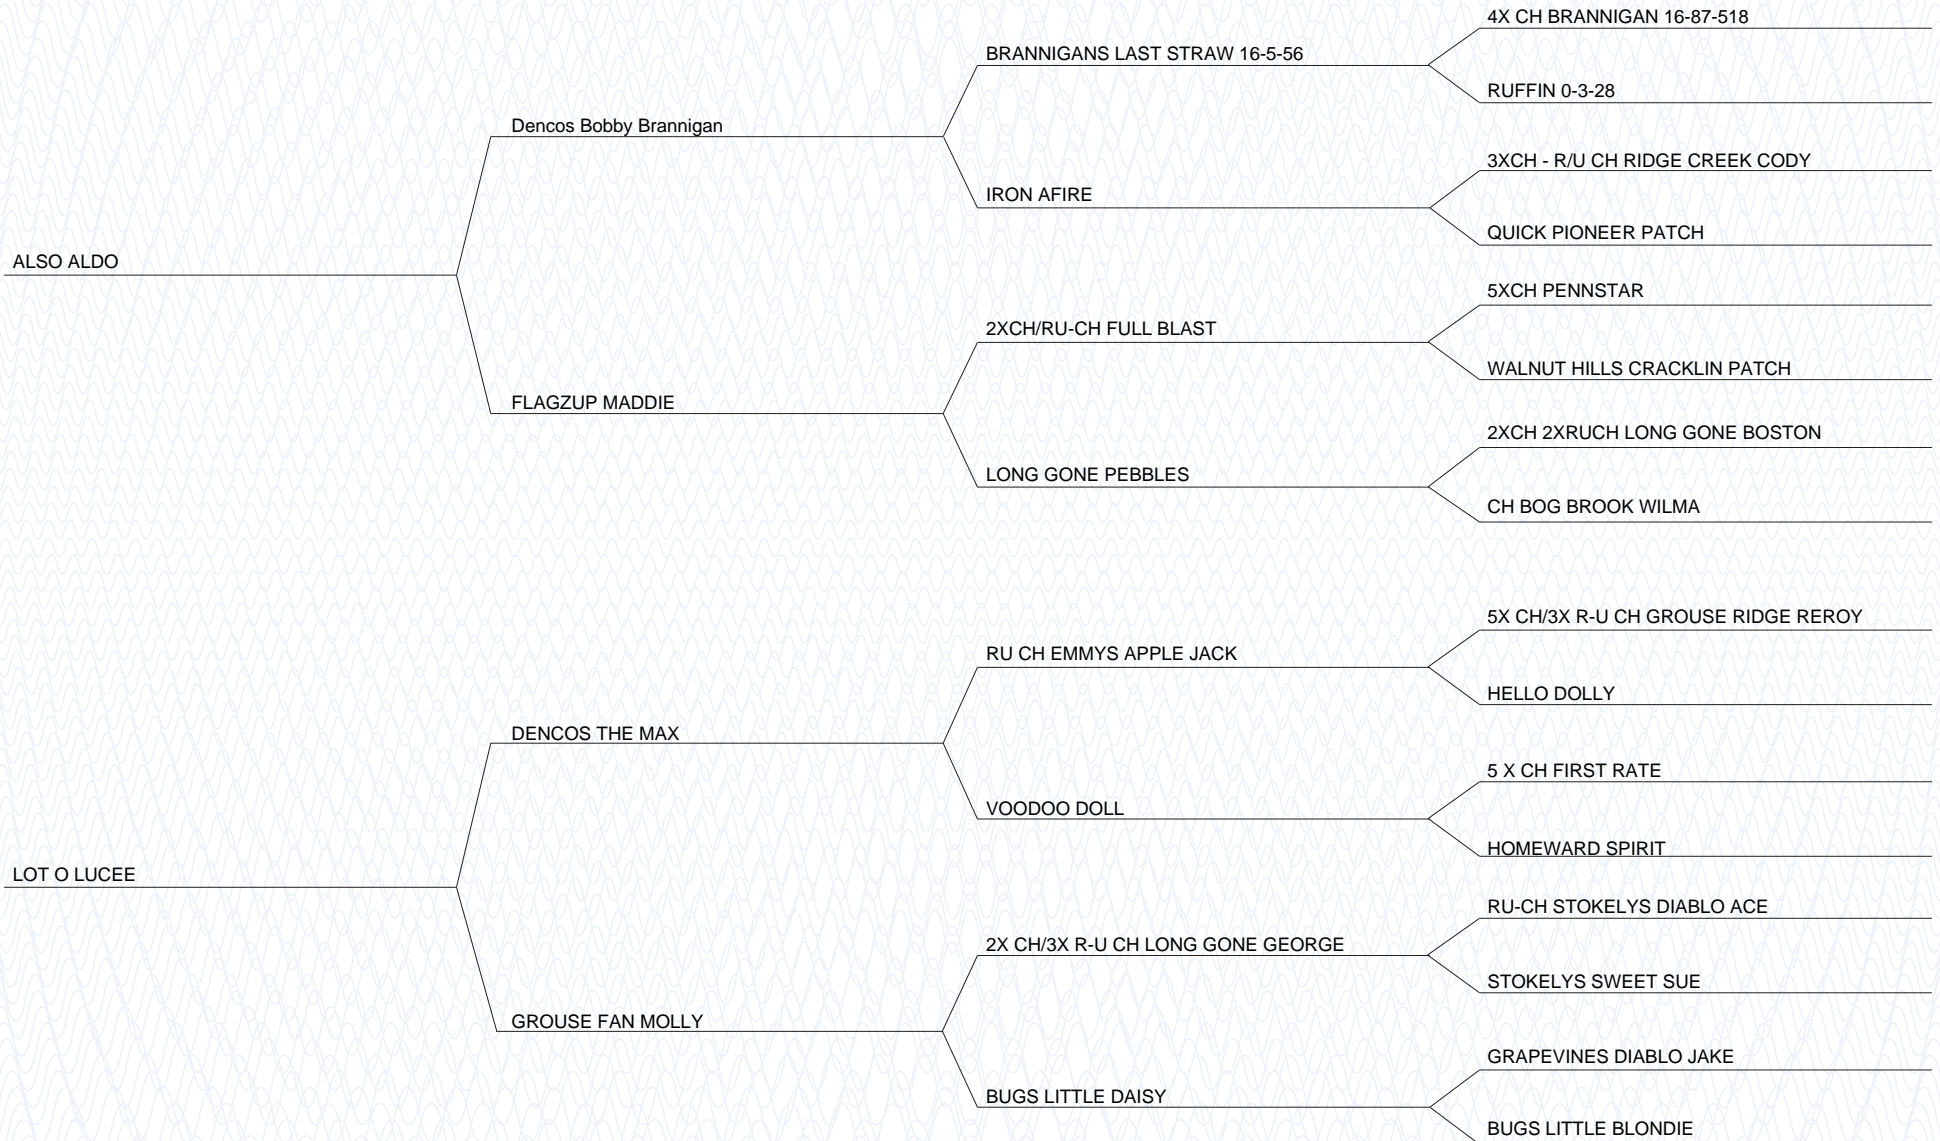 4X CH BRANNIGAN 16-87-518
BRANNIGANS LAST STRAW 16-5-56
RUFFIN 0-3-28
Dencos Bobby Brannigan
3XCH - R/U CH RIDGE CREEK CODY
IRON AFIRE
QUICK PIONEER PATCH
ALSO ALDO
5XCH PENNSTAR
2XCH/RU-CH FULL BLAST
WALNUT HILLS CRACKLIN PATCH
FLAGZUP MADDIE
2XCH 2XRUCH LONG GONE BOSTON
LONG GONE PEBBLES
CH BOG BROOK WILMA
5X CH/3X R-U CH GROUSE RIDGE REROY
RU CH EMMYS APPLE JACK
HELLO DOLLY
DENCOS THE MAX
5 X CH FIRST RATE
VOODOO DOLL
HOMEWARD SPIRIT
LOT O LUCEE
RU-CH STOKELYS DIABLO ACE
2X CH/3X R-U CH LONG GONE GEORGE
STOKELYS SWEET SUE
GROUSE FAN MOLLY
GRAPEVINES DIABLO JAKE
BUGS LITTLE DAISY
BUGS LITTLE BLONDIE